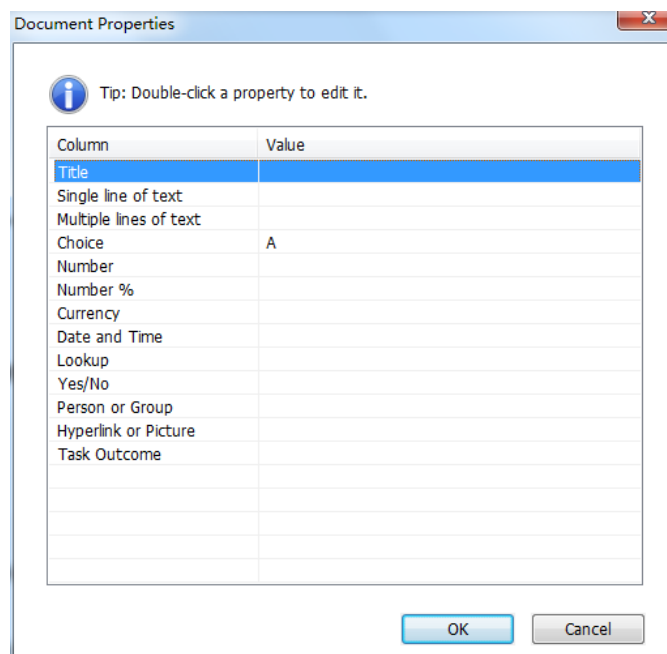 Document Properties
Tip: Double-click a property to edit it.
Column Value
Title
Single line of text
Multiple lines of text
Choice A
Number
Number %
Currency
Date and Time
Lookup
Yes/No
Person or Group
Hyperlink or Picture
Task Outcome
OK Cancel